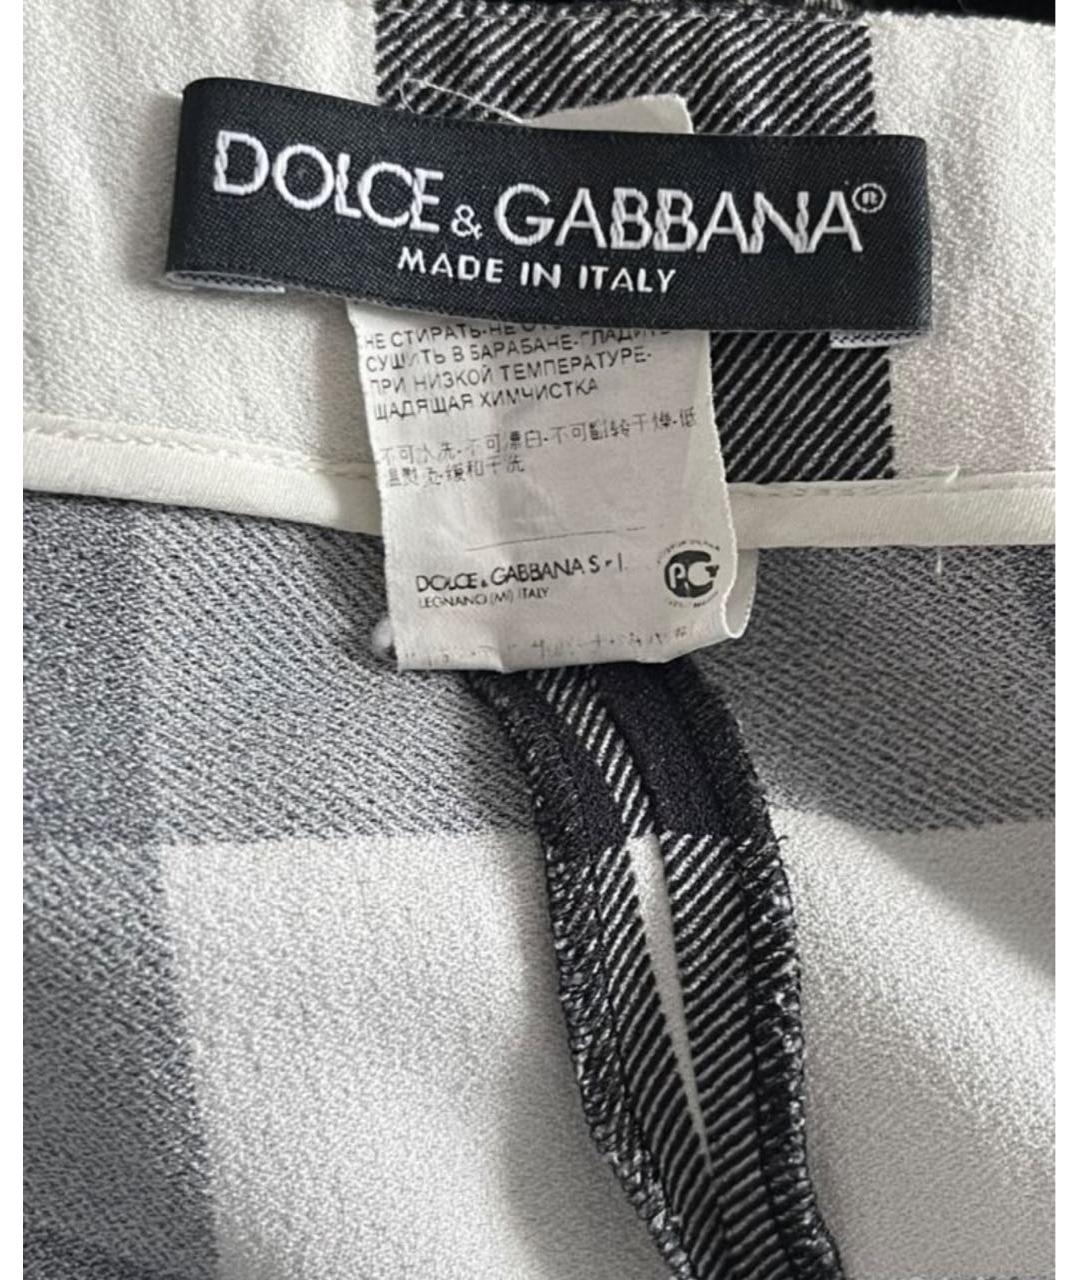 DOLCE & GABBANA®
MADE IN ITALY
НЕ СТИРАТЬ-НЕ
СУШИТЬ В БАРАБАНЕ-ГЛАДИТЬ
ПРИ НИЗКОЙ ТЕМПЕРАТУРЕ-
ЩАДЯЩАЯ ХИМЧИСТКА
不可水洗-不可漂白-不可翻转干燥-低
温熨烫-缓和干洗
DOLCE & GABBANA S.r.l.
LEGNANO (MI) ITALY
РСТ